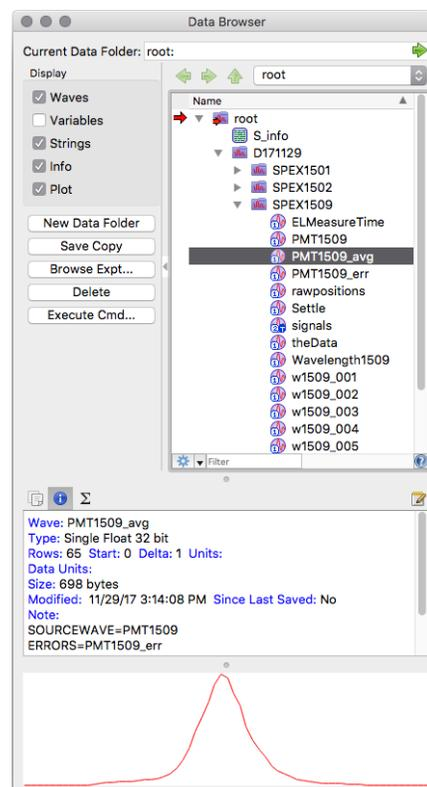 Data Browser
Current Data Folder: root:
Display
Waves
Variables
Strings
Info
Plot
New Data Folder
Save Copy
Browse Expt...
Delete
Execute Cmd...
root
Name
root
S_info
D171129
SPEX1501
SPEX1502
SPEX1509
ELMeasureTime
PMT1509
PMT1509_avg
PMT1509_err
rawpositions
Settle
signals
theData
Wavelength1509
w1509_001
w1509_002
w1509_003
w1509_004
w1509_005
Filter
Σ
Wave: PMT1509_avg
Type: Single Float 32 bit
Rows: 65 Start: 0 Delta: 1 Units:
Data Units:
Size: 698 bytes
Modified: 11/29/17 3:14:08 PM Since Last Saved: No
Note:
SOURCEWAVE=PMT1509
ERRORS=PMT1509_err